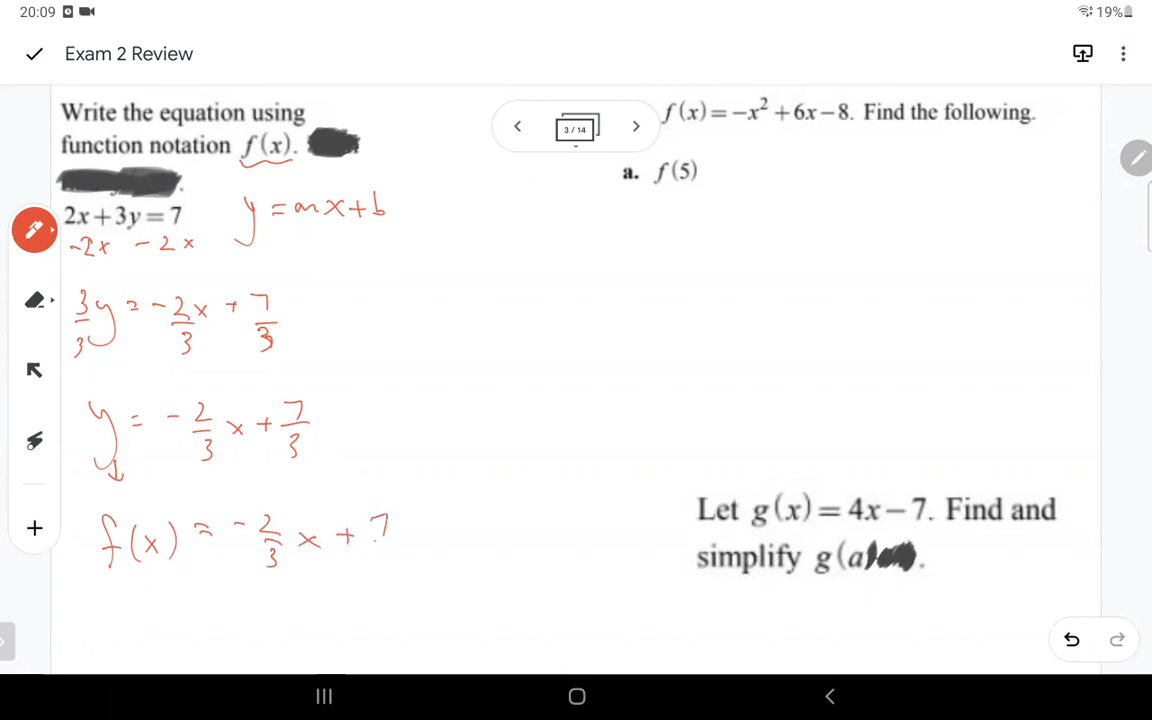 20:09
19%
Exam 2 Review
Write the equation using
function notation f(x).
2x+3y=7
-2x -2x
y = mx+b
3y/3 = -2x/3 + 7/3
y = -2/3 x + 7/3
f(x) = -2/3 x + 7
3 / 14
f(x)=−x²+6x−8. Find the following.
a. f(5)
Let g(x)=4x−7. Find and
simplify g(a).